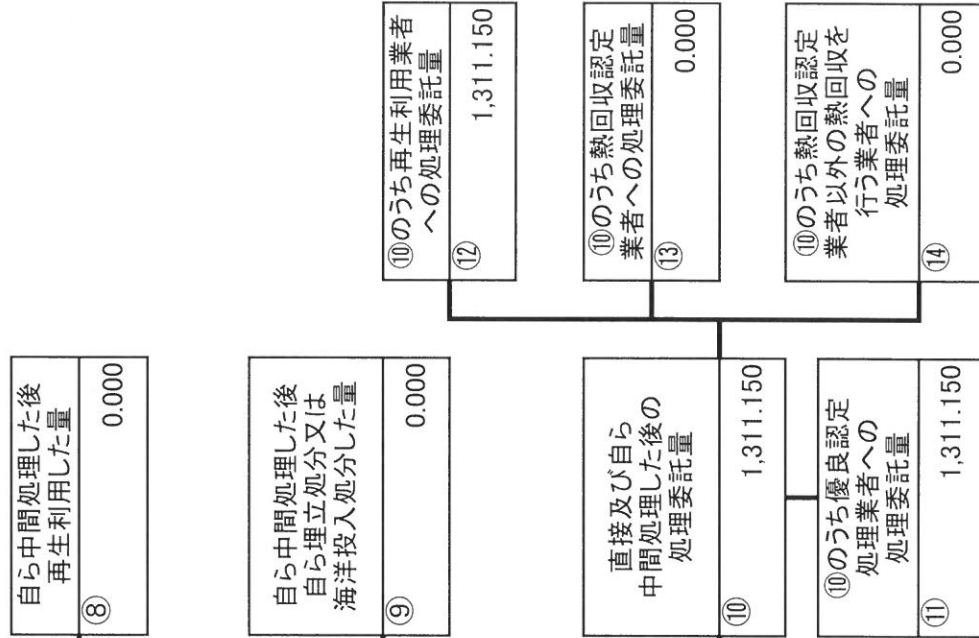 自ら中間処理した後
再生利用した量
⑧
0.000
自ら中間処理した後
自ら埋立処分又は
海洋投入処分した量
⑨
0.000
直接及び自ら
中間処理した後の
処理委託量
⑩
1,311.150
⑩のうち優良認定
処理業者への
処理委託量
⑪
1,311.150
⑩のうち再生利用業者
への処理委託量
⑫
1,311.150
⑩のうち熱回収認定
業者への処理委託量
⑬
0.000
⑩のうち熱回収認定
業者以外の熱回収を
行う業者への
処理委託量
⑭
0.000